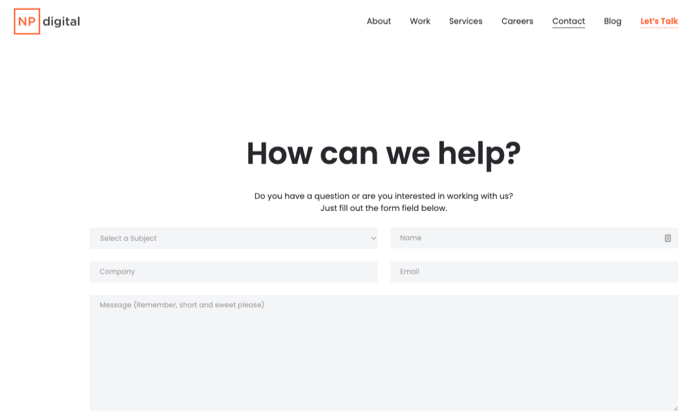 NP digital
About Work Services Careers Contact Blog Let's Talk
How can we help?
Do you have a question or are you interested in working with us?
Just fill out the form field below.
Select a Subject
Name
Company
Email
Message (Remember, short and sweet please)